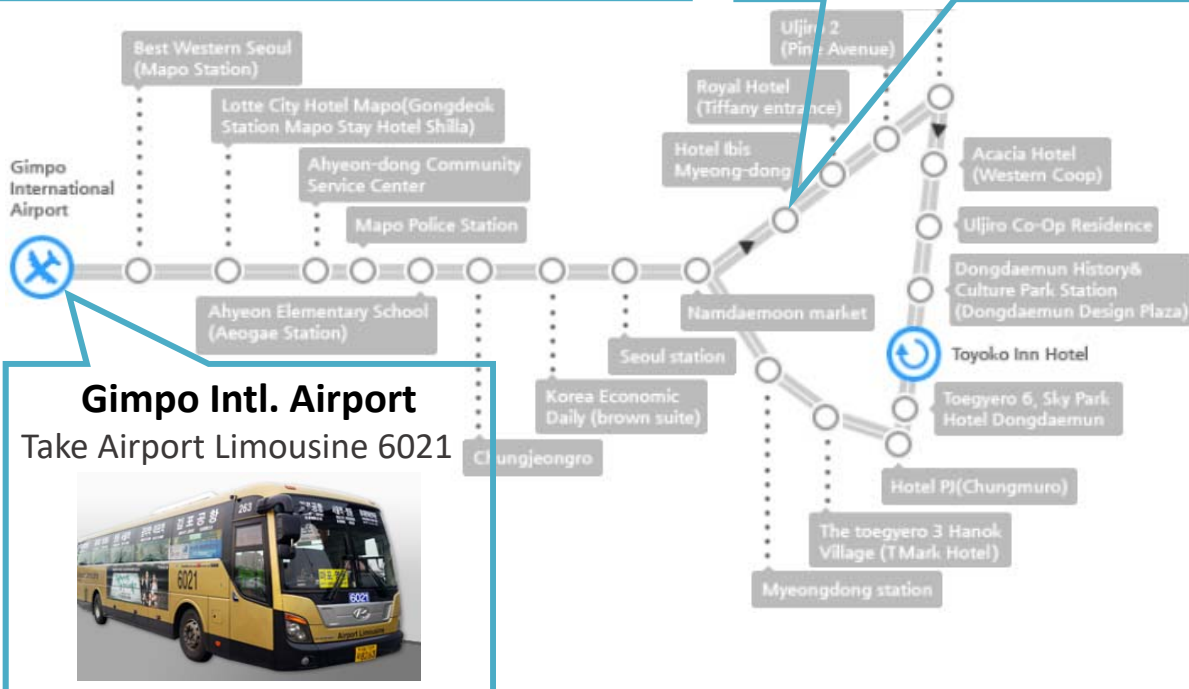 Best Western Seoul
(Mapo Station)
Lotte City Hotel Mapo(Gongdeok
Station Mapo Stay Hotel Shilla)
Gimpo
International
Airport
Ahyeon-dong Community
Service Center
Mapo Police Station
Ahyeon Elementary School
(Aeogae Station)
Chungjeongro
Korea Economic
Daily (brown suite)
Seoul station
Namdaemoon market
Hotel Ibis
Myeong-dong
Royal Hotel
(Tiffany entrance)
Uljiro 2
(Pine Avenue)
Acacia Hotel
(Western Coop)
Uljiro Co-Op Residence
Dongdaemun History&
Culture Park Station
(Dongdaemun Design Plaza)
Toyoko Inn Hotel
Toegyero 6, Sky Park
Hotel Dongdaemun
Hotel PJ(Chungmuro)
The toegyero 3 Hanok
Village (TMark Hotel)
Myeongdong station
Gimpo Intl. Airport
Take Airport Limousine 6021
263
6021
6021
Airport Limousine